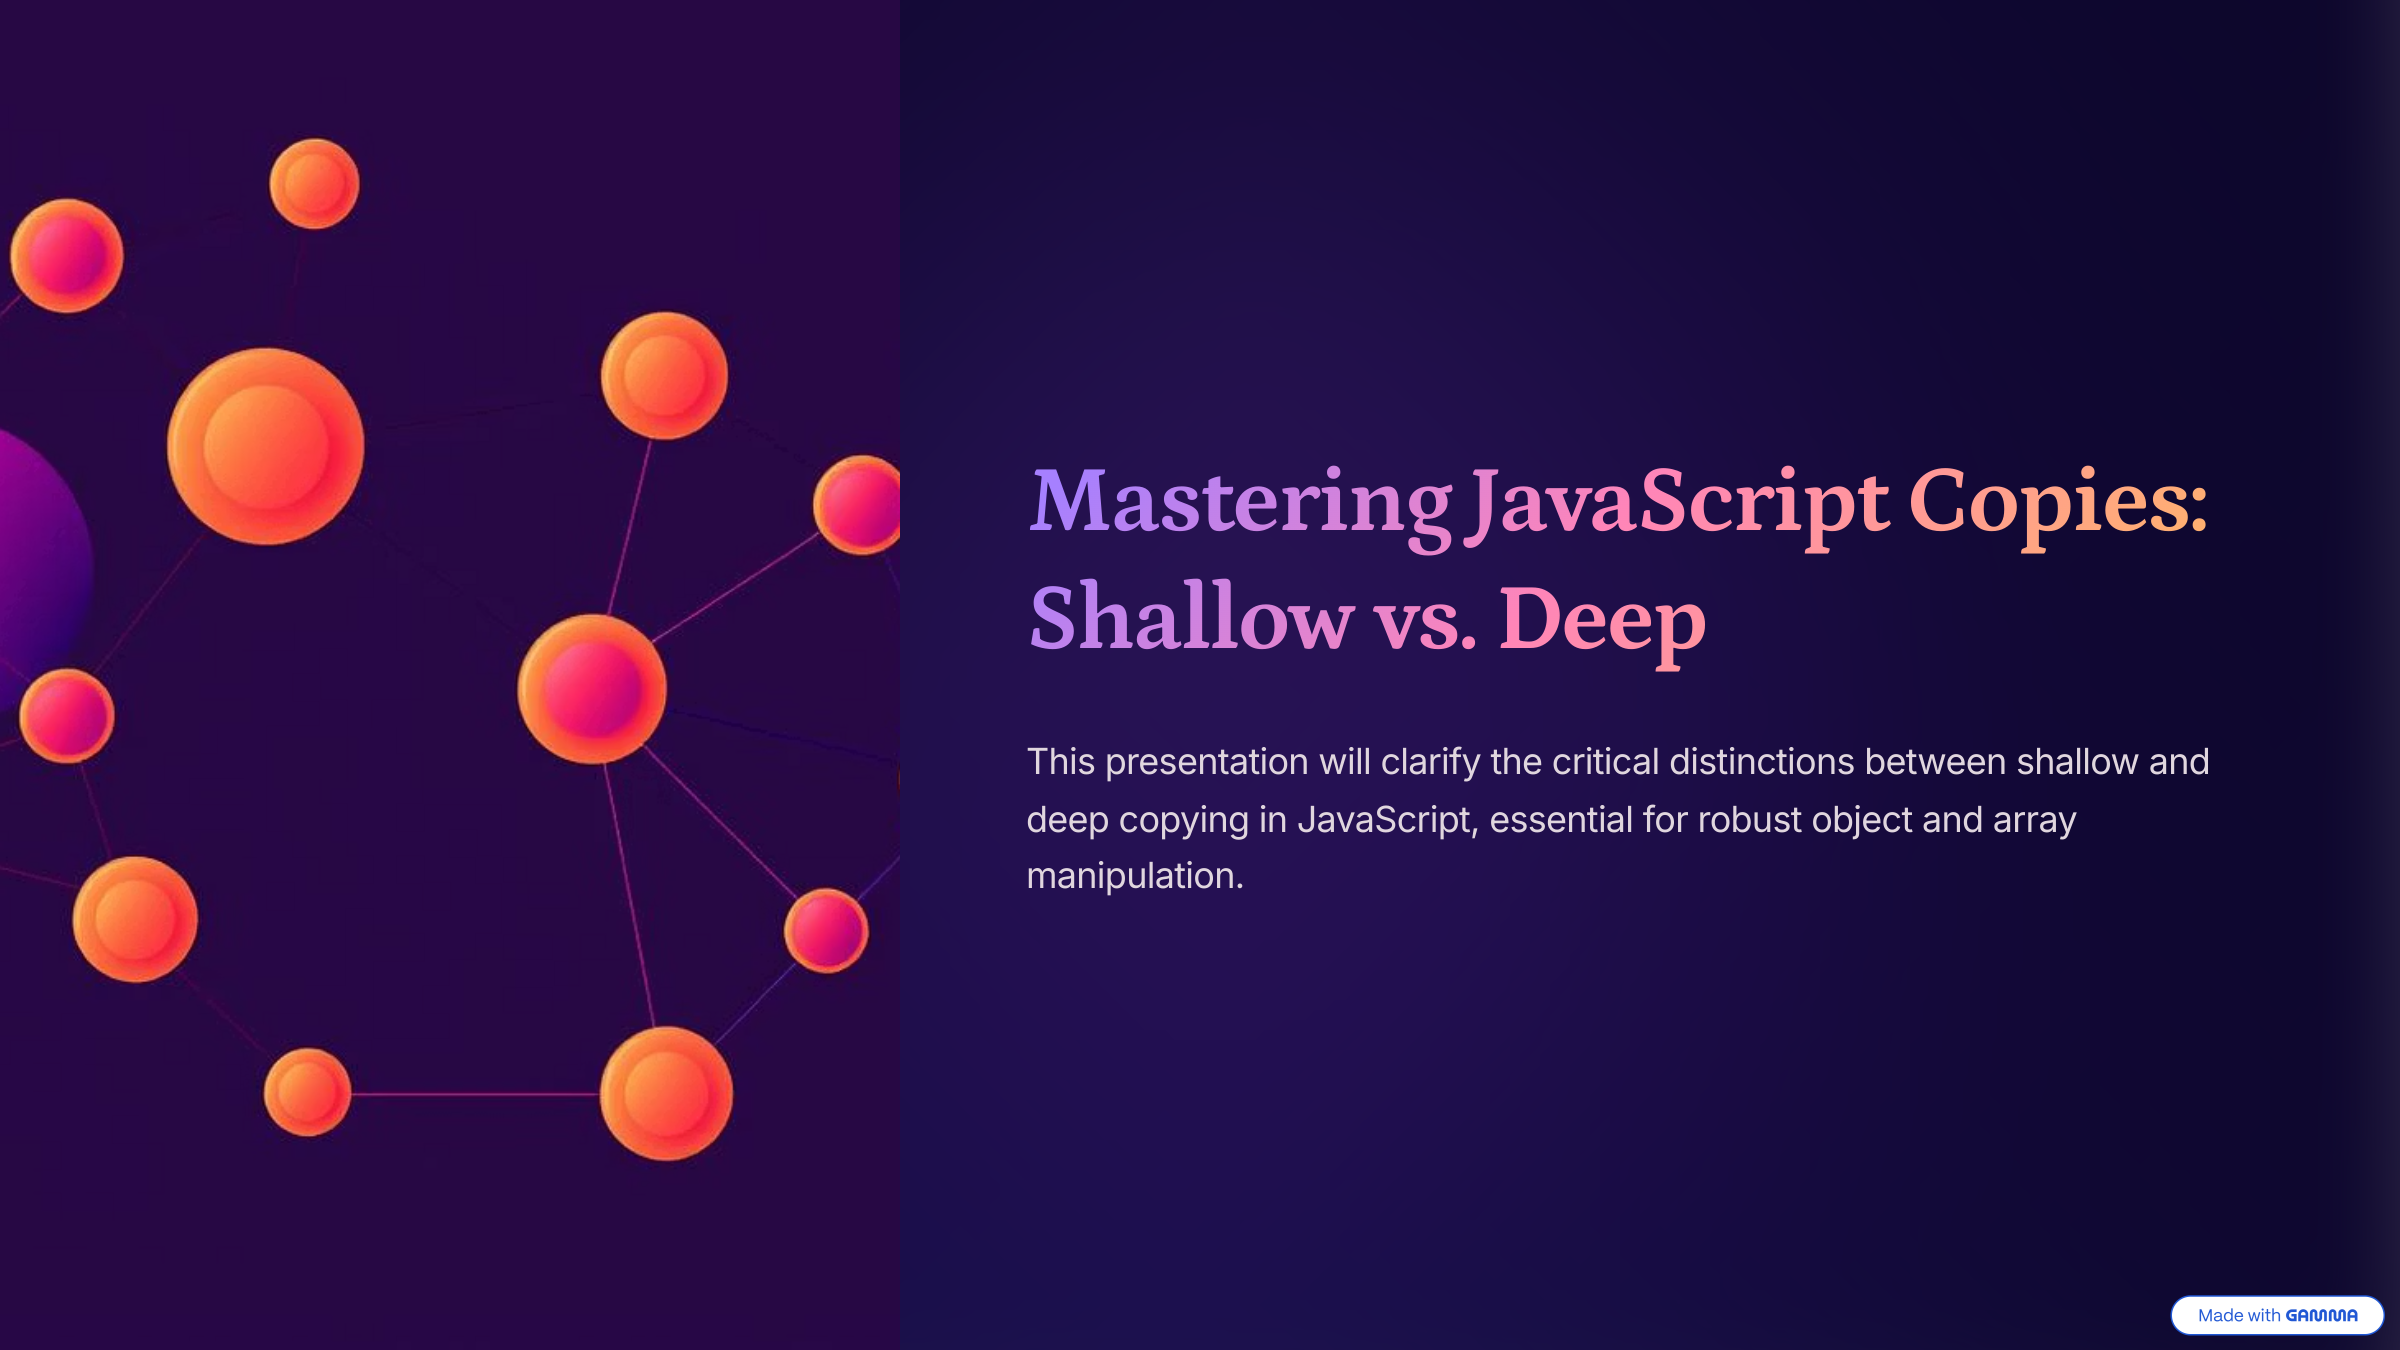 Mastering JavaScript Copies:
Shallow vs. Deep
This presentation will clarify the critical distinctions between shallow and
deep copying in JavaScript, essential for robust object and array
manipulation.
Made with GAMMA